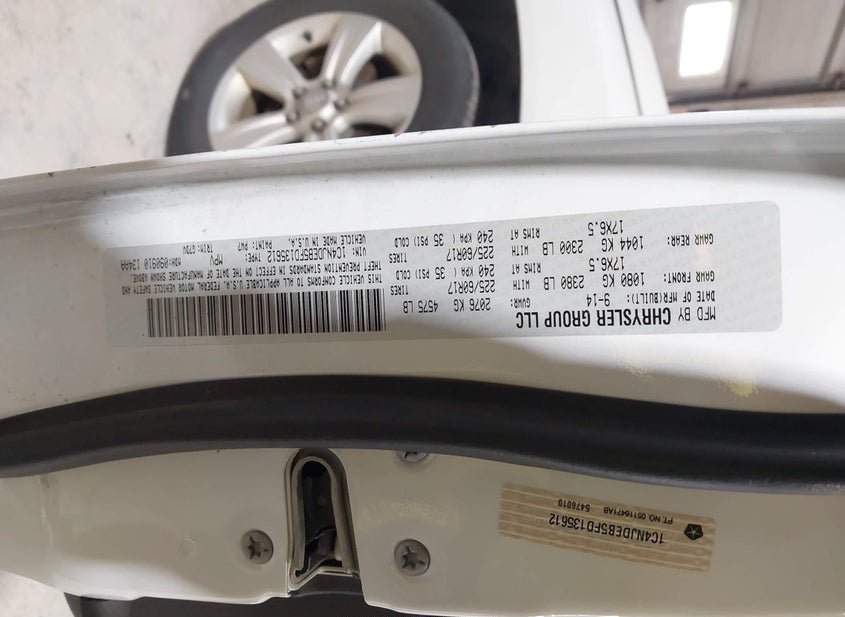 MFD BY CHRYSLER GROUP LLC
DATE OF MFR(BUILT): 9-14 GVWR: 2076 KG 4575 LB
GAWR FRONT: 1080 KG 2380 LB WITH TIRES 225/60R17
17X6.5 RIMS AT 240 KPA ( 35 PSI) COLD
GAWR REAR: 1044 KG 2300 LB WITH TIRES 225/60R17
17X6.5 RIMS AT 240 KPA ( 35 PSI) COLD
THIS VEHICLE CONFORMS TO ALL APPLICABLE U.S.A. FEDERAL MOTOR VEHICLE SAFETY AND
THEFT PREVENTION STANDARDS IN EFFECT ON THE DATE OF MANUFACTURE SHOWN ABOVE.
VIN: 1C4NJDEB5FD135612 TYPE: MPV MDH:090910 134AA
VEHICLE MADE IN U.S.A. PAINT: PW7 TRIM:
1C4NJDEB5FD135612
PT. NO. 05116471AB 5476010